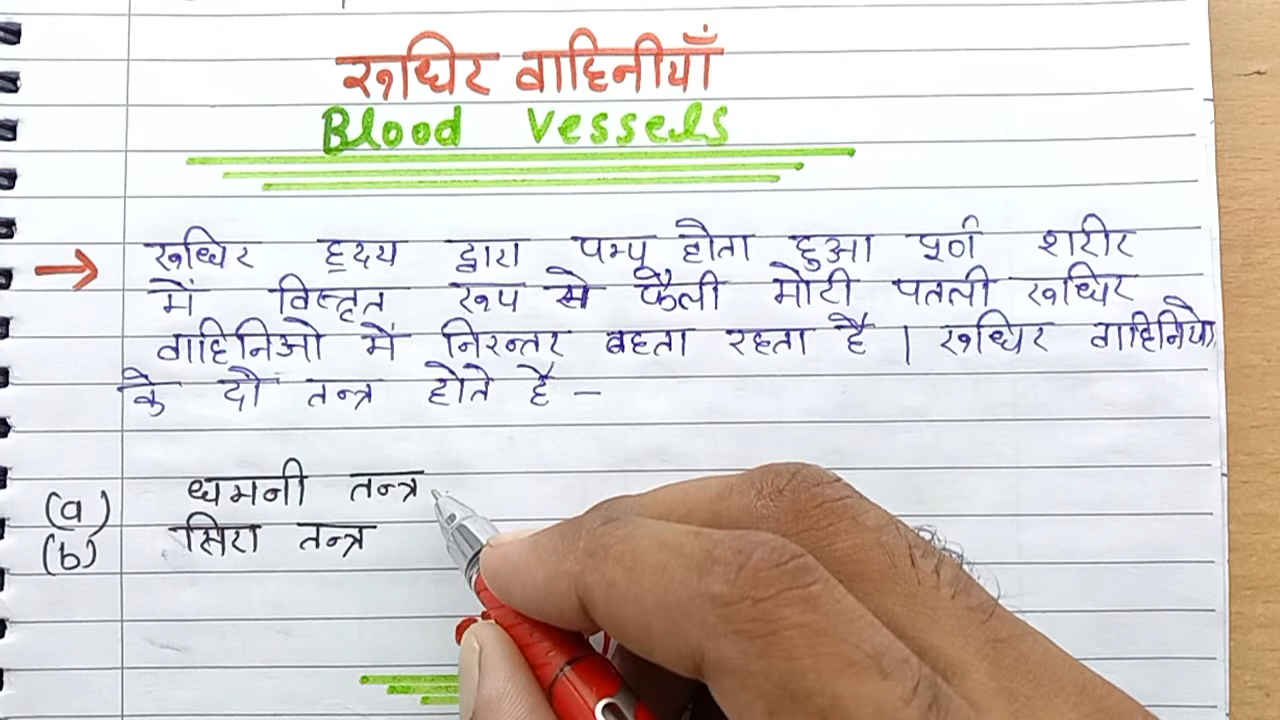 रूधिर वाहिनीयाँ
Blood Vessels
रूधिर हृदय द्वारा पम्प होता हुआ पूर्ण शरीर
में विस्तृत रूप से फैली मोटी पतली रूधिर
वाहिनिओ में निरन्तर बहता रहता है । रूधिर वाहिनियो
के दो तन्त्र होते है –
(a) धमनी तन्त्र
(b) सिरा तन्त्र